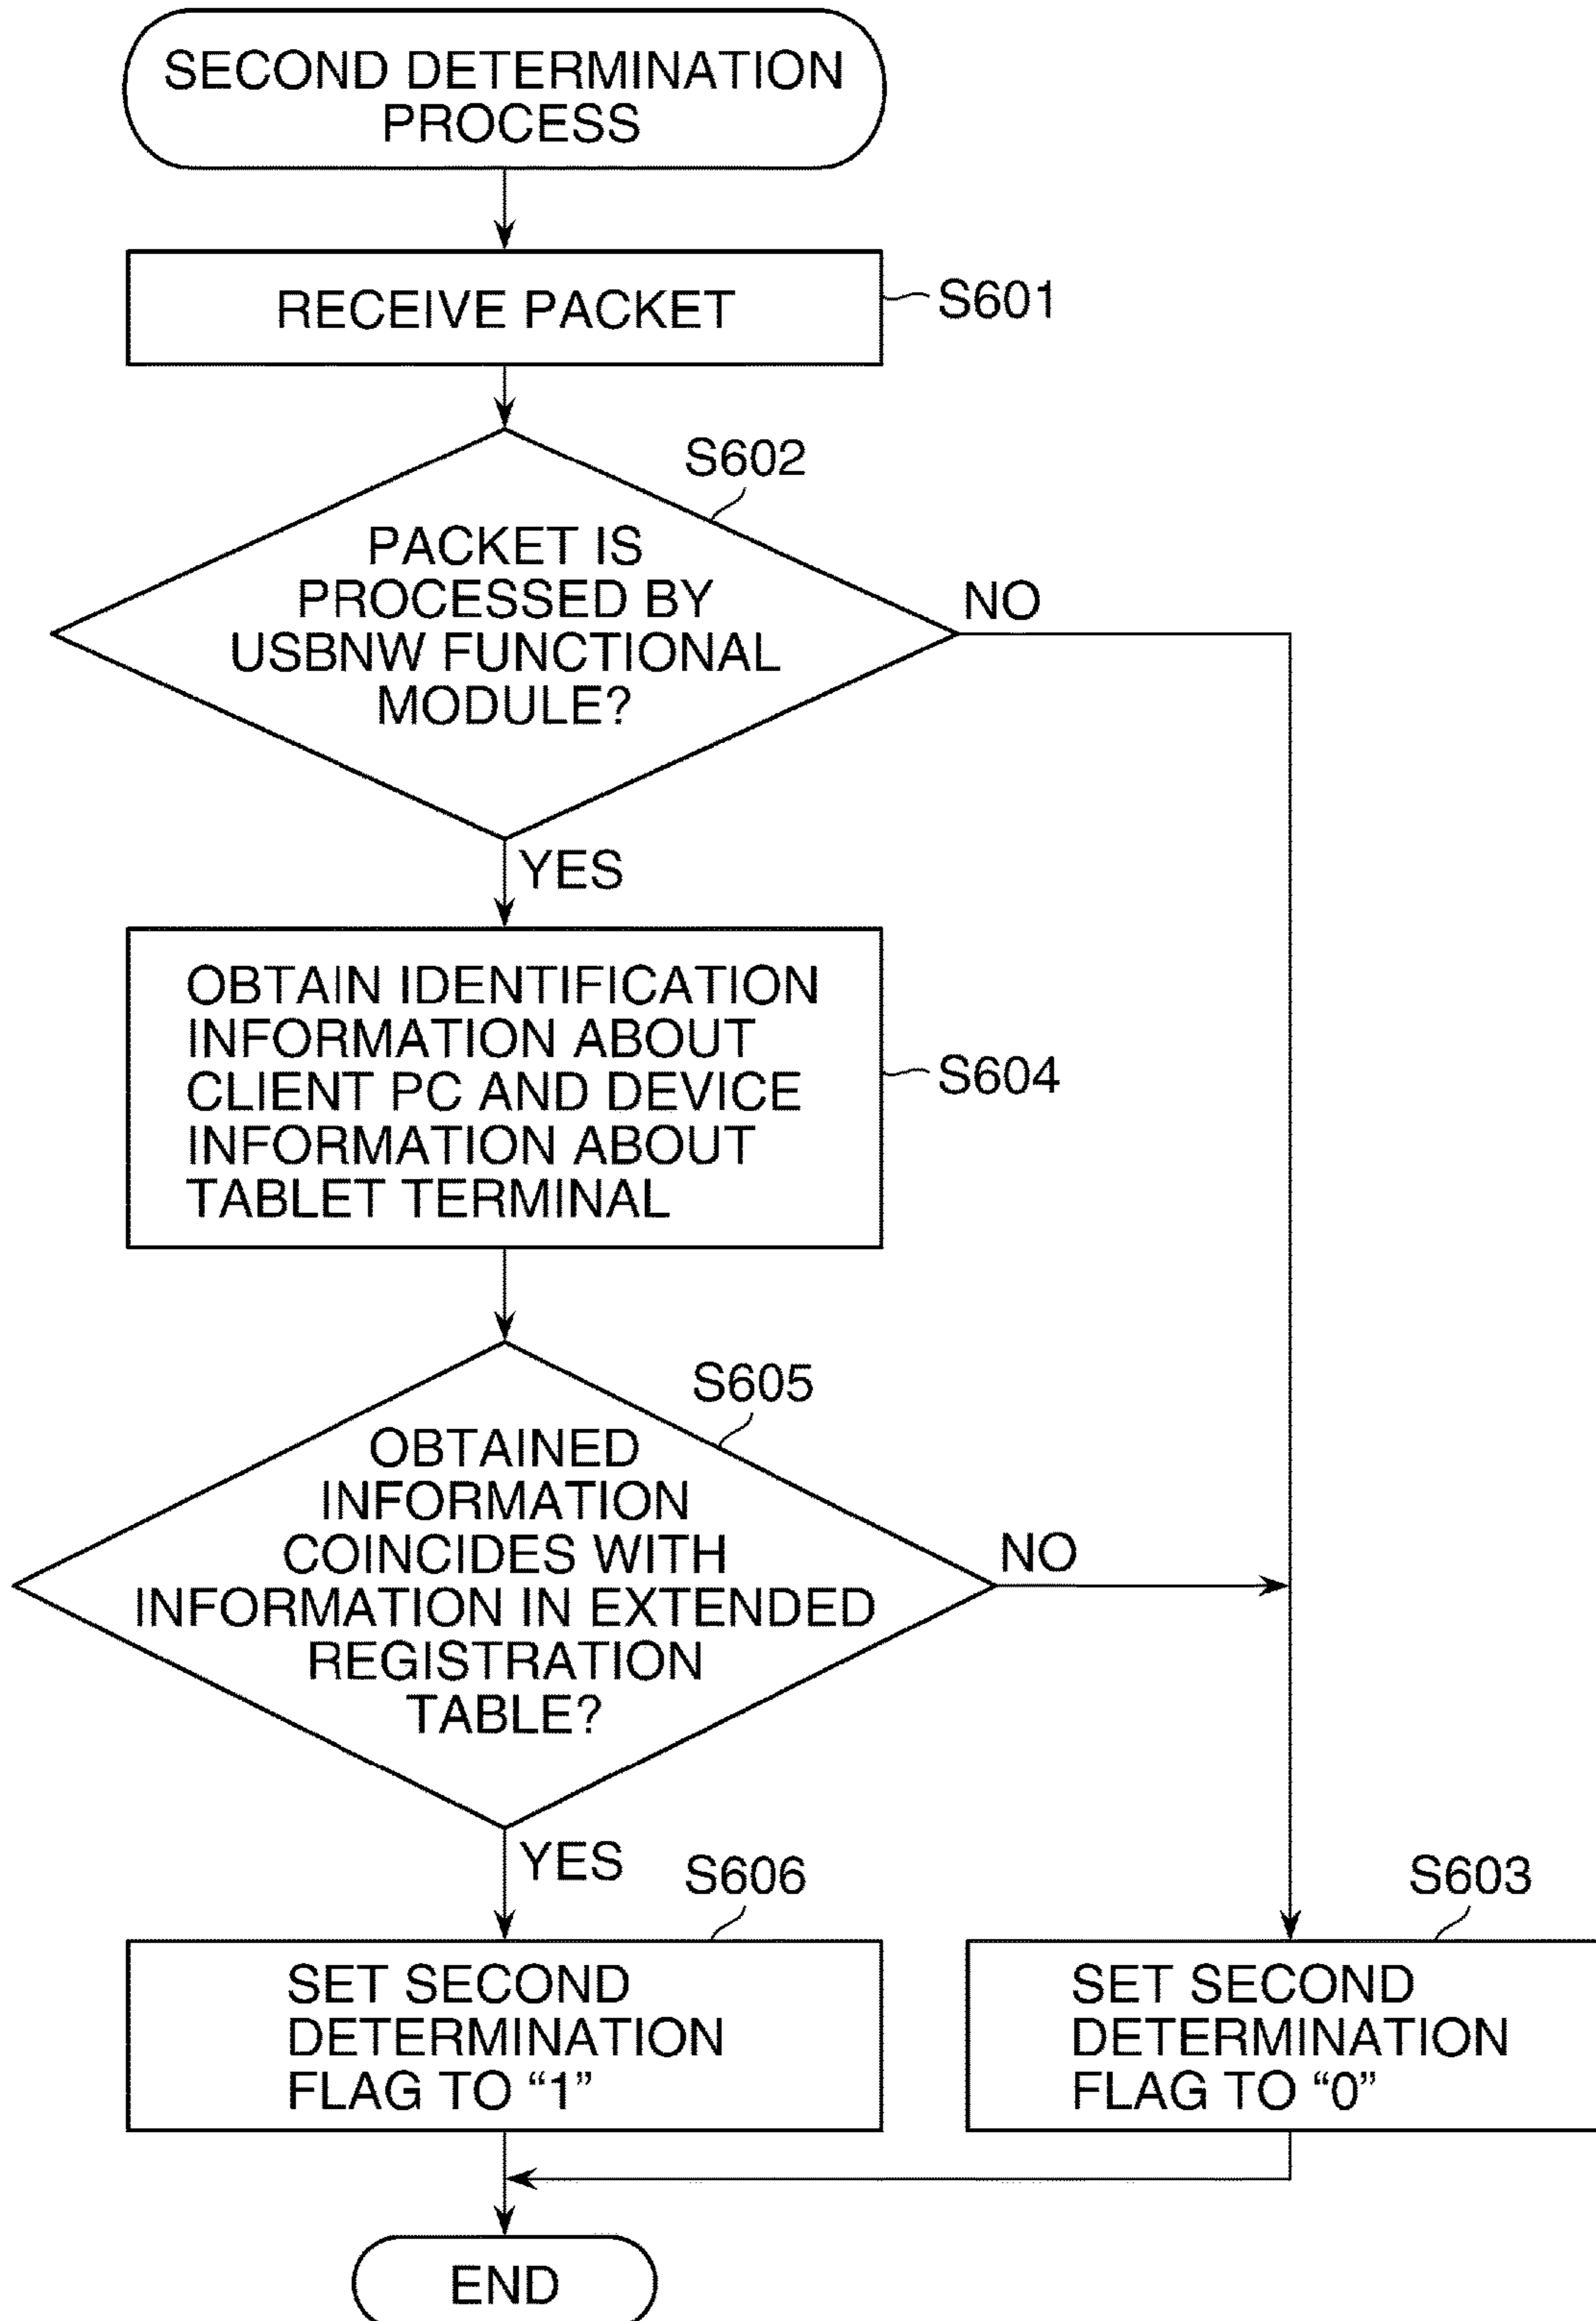 SECOND DETERMINATION
PROCESS
RECEIVE PACKET
S601
S602
PACKET IS
PROCESSED BY
USBNW FUNCTIONAL
MODULE?
NO
YES
OBTAIN IDENTIFICATION
INFORMATION ABOUT
CLIENT PC AND DEVICE
INFORMATION ABOUT
TABLET TERMINAL
S604
S605
OBTAINED
INFORMATION
COINCIDES WITH
INFORMATION IN EXTENDED
REGISTRATION
TABLE?
NO
YES
S606
SET SECOND
DETERMINATION
FLAG TO “1”
S603
SET SECOND
DETERMINATION
FLAG TO “0”
END